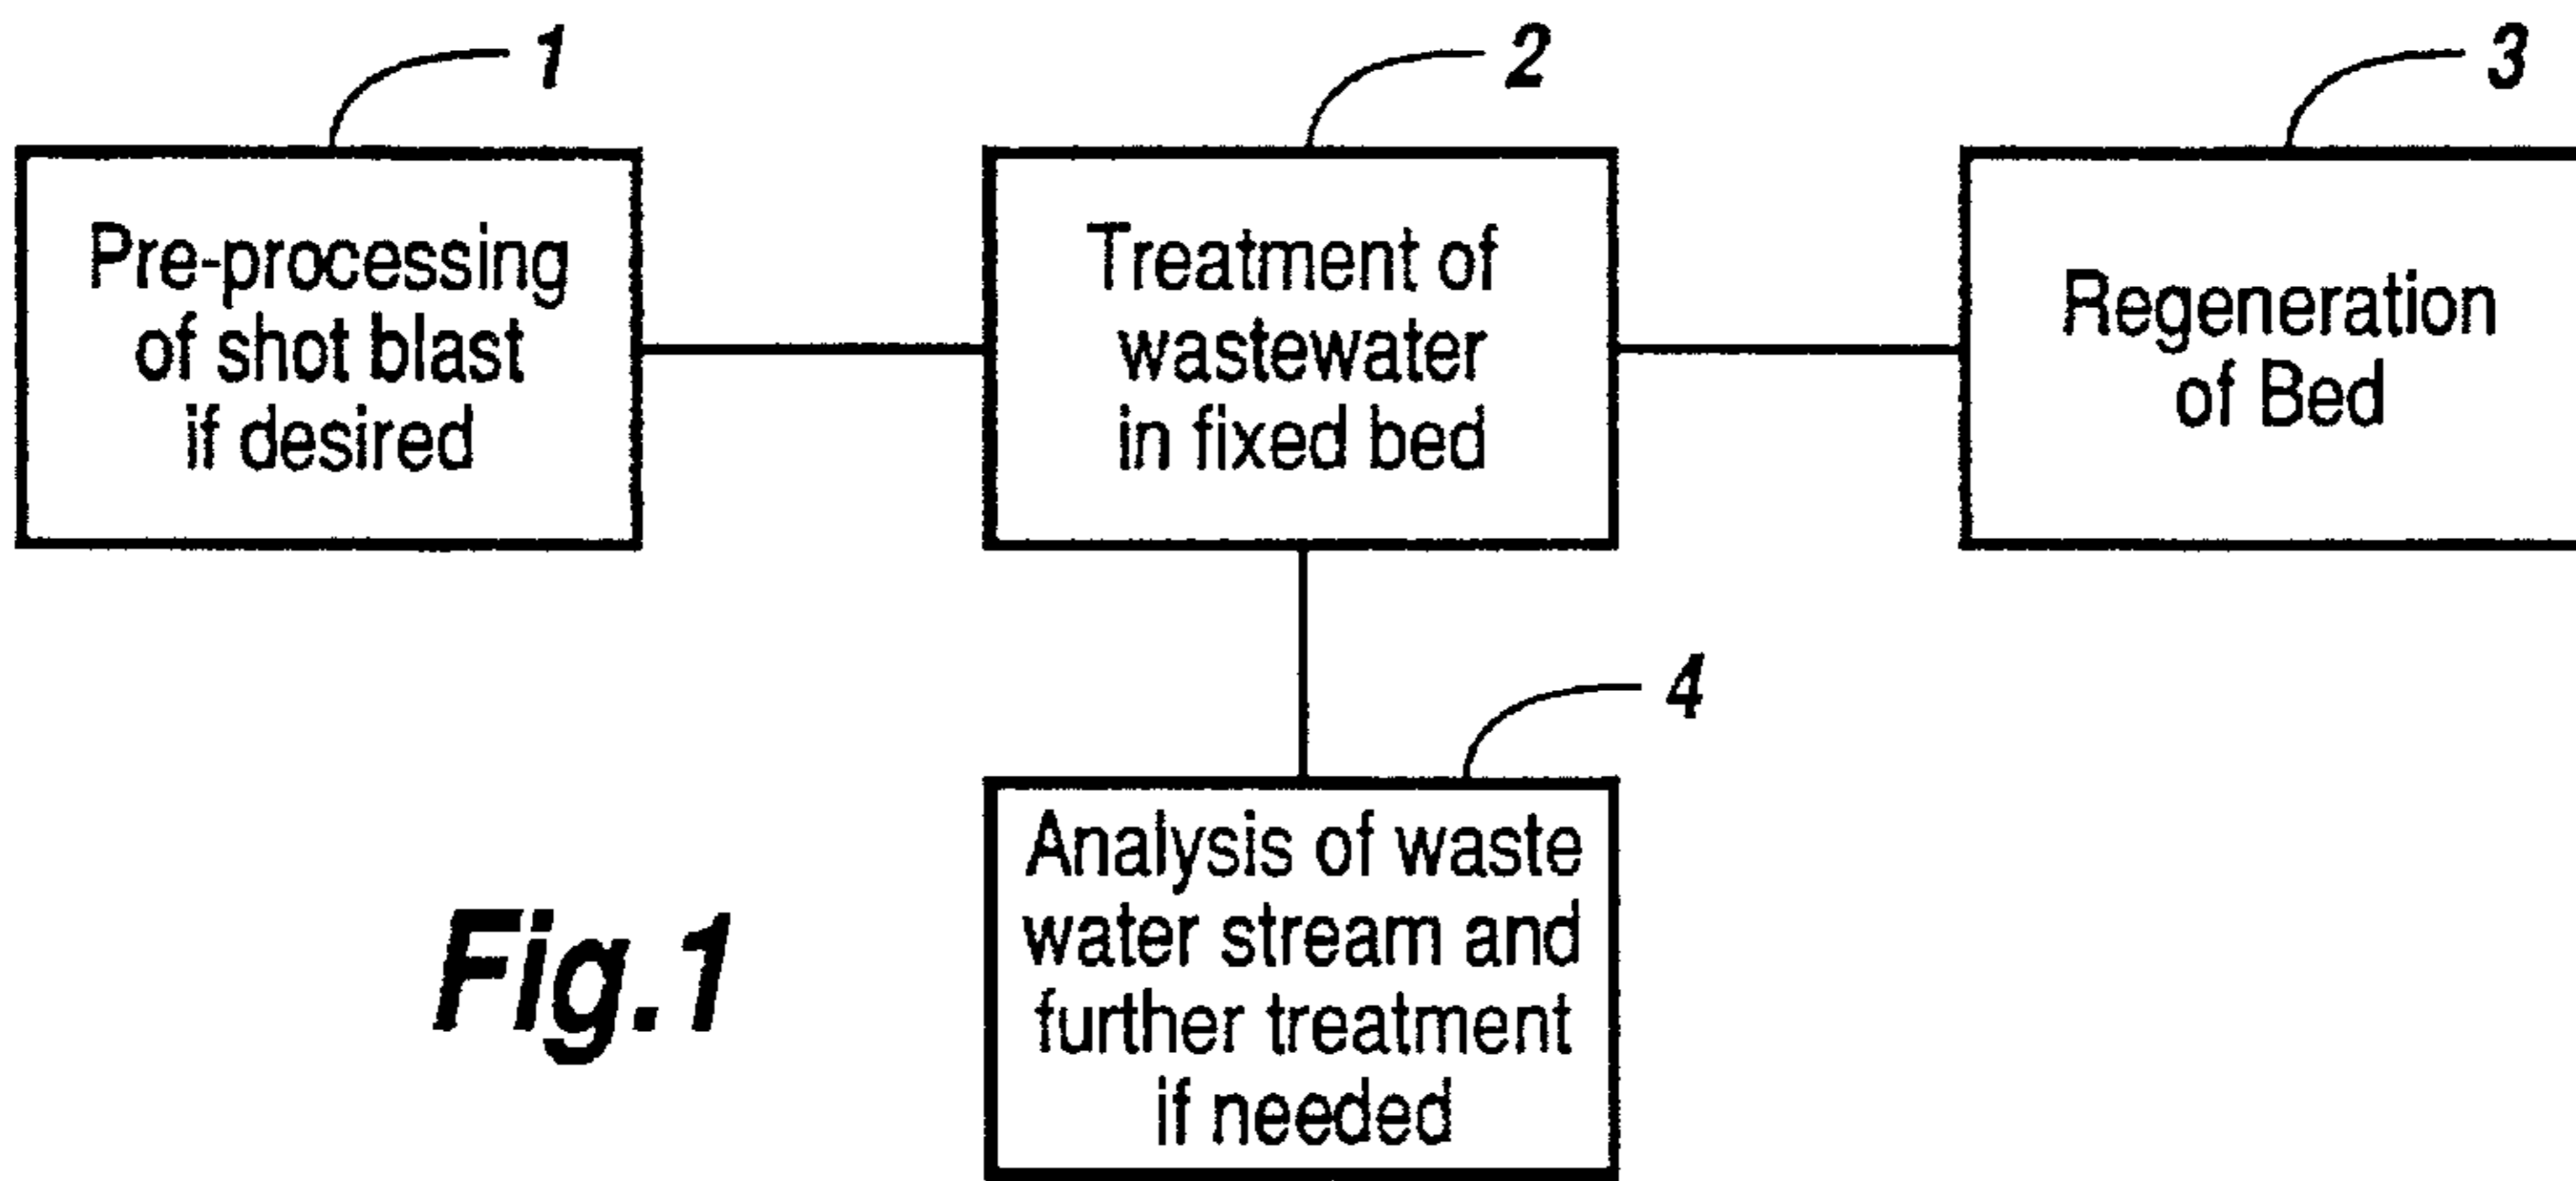 1
Pre-processing
of shot blast
if desired
2
Treatment of
wastewater
in fixed bed
3
Regeneration
of Bed
4
Analysis of waste
water stream and
further treatment
if needed
Fig.1